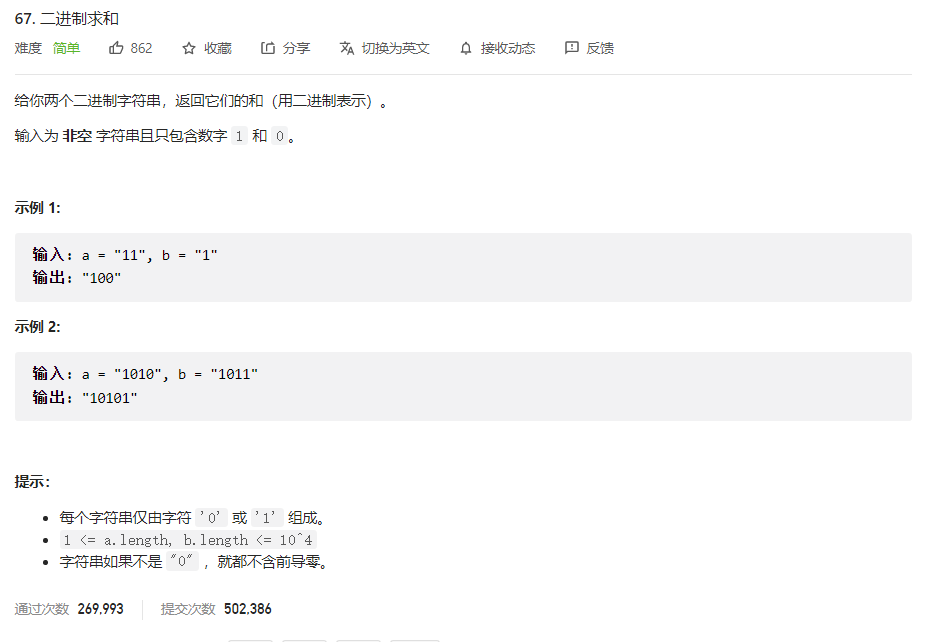 67. 二进制求和
难度 简单 862 收藏 分享 切换为英文 接收动态 反馈
给你两个二进制字符串，返回它们的和（用二进制表示）。
输入为 非空 字符串且只包含数字 1 和 0。
示例 1:
输入: a = "11", b = "1"
输出: "100"
示例 2:
输入: a = "1010", b = "1011"
输出: "10101"
提示：
每个字符串仅由字符 '0' 或 '1' 组成。
1 <= a.length, b.length <= 10^4
字符串如果不是 "0" ，就都不含前导零。
通过次数 269,993 提交次数 502,386